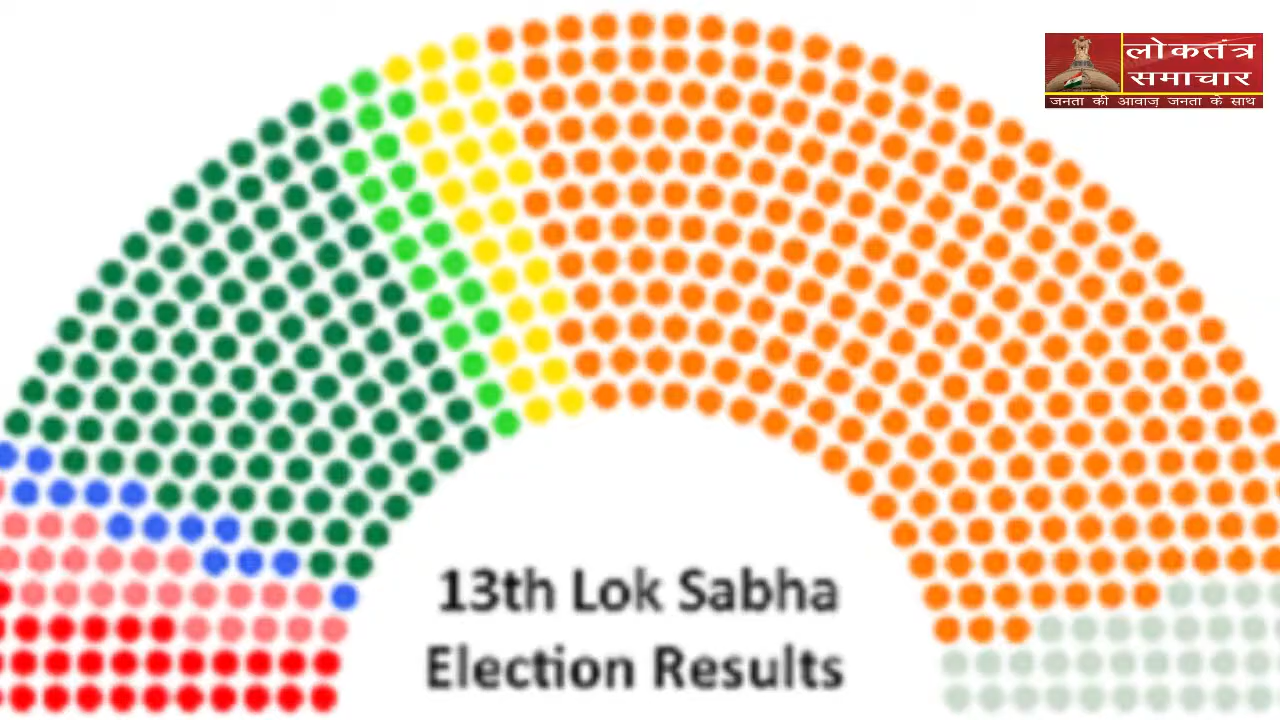 लोकतंत्र
समाचार
जनता की आवाज़ जनता के साथ
13th Lok Sabha
Election Results